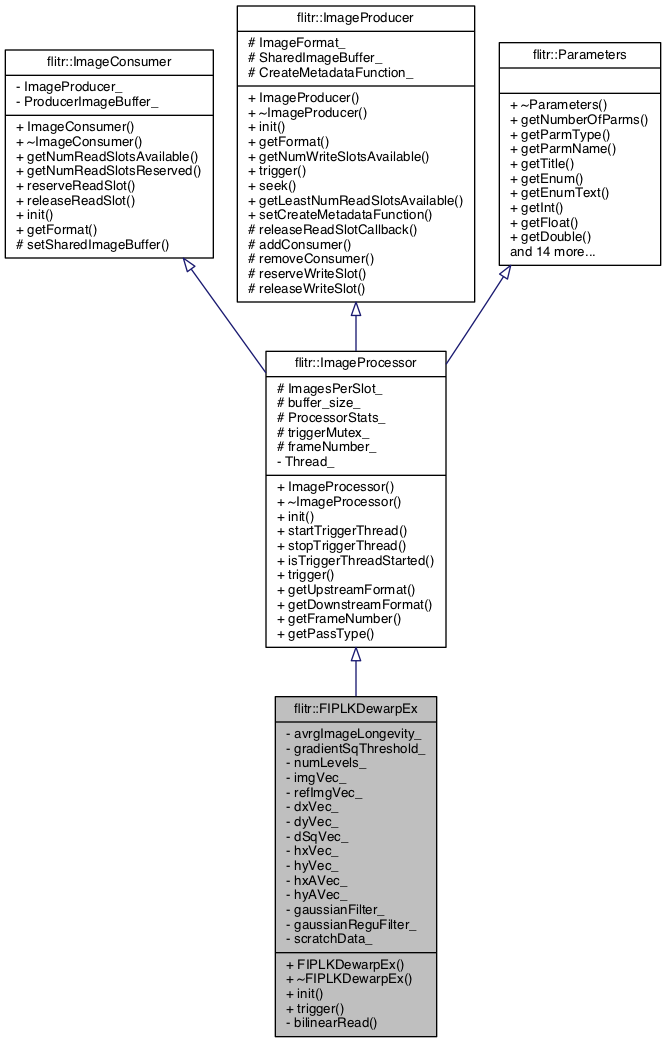 flitr::ImageConsumer
- ImageProducer_
- ProducerImageBuffer_
+ ImageConsumer()
+ ~ImageConsumer()
+ getNumReadSlotsAvailable()
+ getNumReadSlotsReserved()
+ reserveReadSlot()
+ releaseReadSlot()
+ init()
+ getFormat()
# setSharedImageBuffer()
flitr::ImageProducer
# ImageFormat_
# SharedImageBuffer_
# CreateMetadataFunction_
+ ImageProducer()
+ ~ImageProducer()
+ init()
+ getFormat()
+ getNumWriteSlotsAvailable()
+ trigger()
+ seek()
+ getLeastNumReadSlotsAvailable()
+ setCreateMetadataFunction()
# releaseReadSlotCallback()
# addConsumer()
# removeConsumer()
# reserveWriteSlot()
# releaseWriteSlot()
flitr::Parameters
+ ~Parameters()
+ getNumberOfParms()
+ getParmType()
+ getParmName()
+ getTitle()
+ getEnum()
+ getEnumText()
+ getInt()
+ getFloat()
+ getDouble()
and 14 more...
flitr::ImageProcessor
# ImagesPerSlot_
# buffer_size_
# ProcessorStats_
# triggerMutex_
# frameNumber_
- Thread_
+ ImageProcessor()
+ ~ImageProcessor()
+ init()
+ startTriggerThread()
+ stopTriggerThread()
+ isTriggerThreadStarted()
+ trigger()
+ getUpstreamFormat()
+ getDownstreamFormat()
+ getFrameNumber()
+ getPassType()
flitr::FIPLKDewarpEx
- avrgImageLongevity_
- gradientSqThreshold_
- numLevels_
- imgVec_
- refImgVec_
- dxVec_
- dyVec_
- dSqVec_
- hxVec_
- hyVec_
- hxAVec_
- hyAVec_
- gaussianFilter_
- gaussianReguFilter_
- scratchData_
+ FIPLKDewarpEx()
+ ~FIPLKDewarpEx()
+ init()
+ trigger()
- bilinearRead()